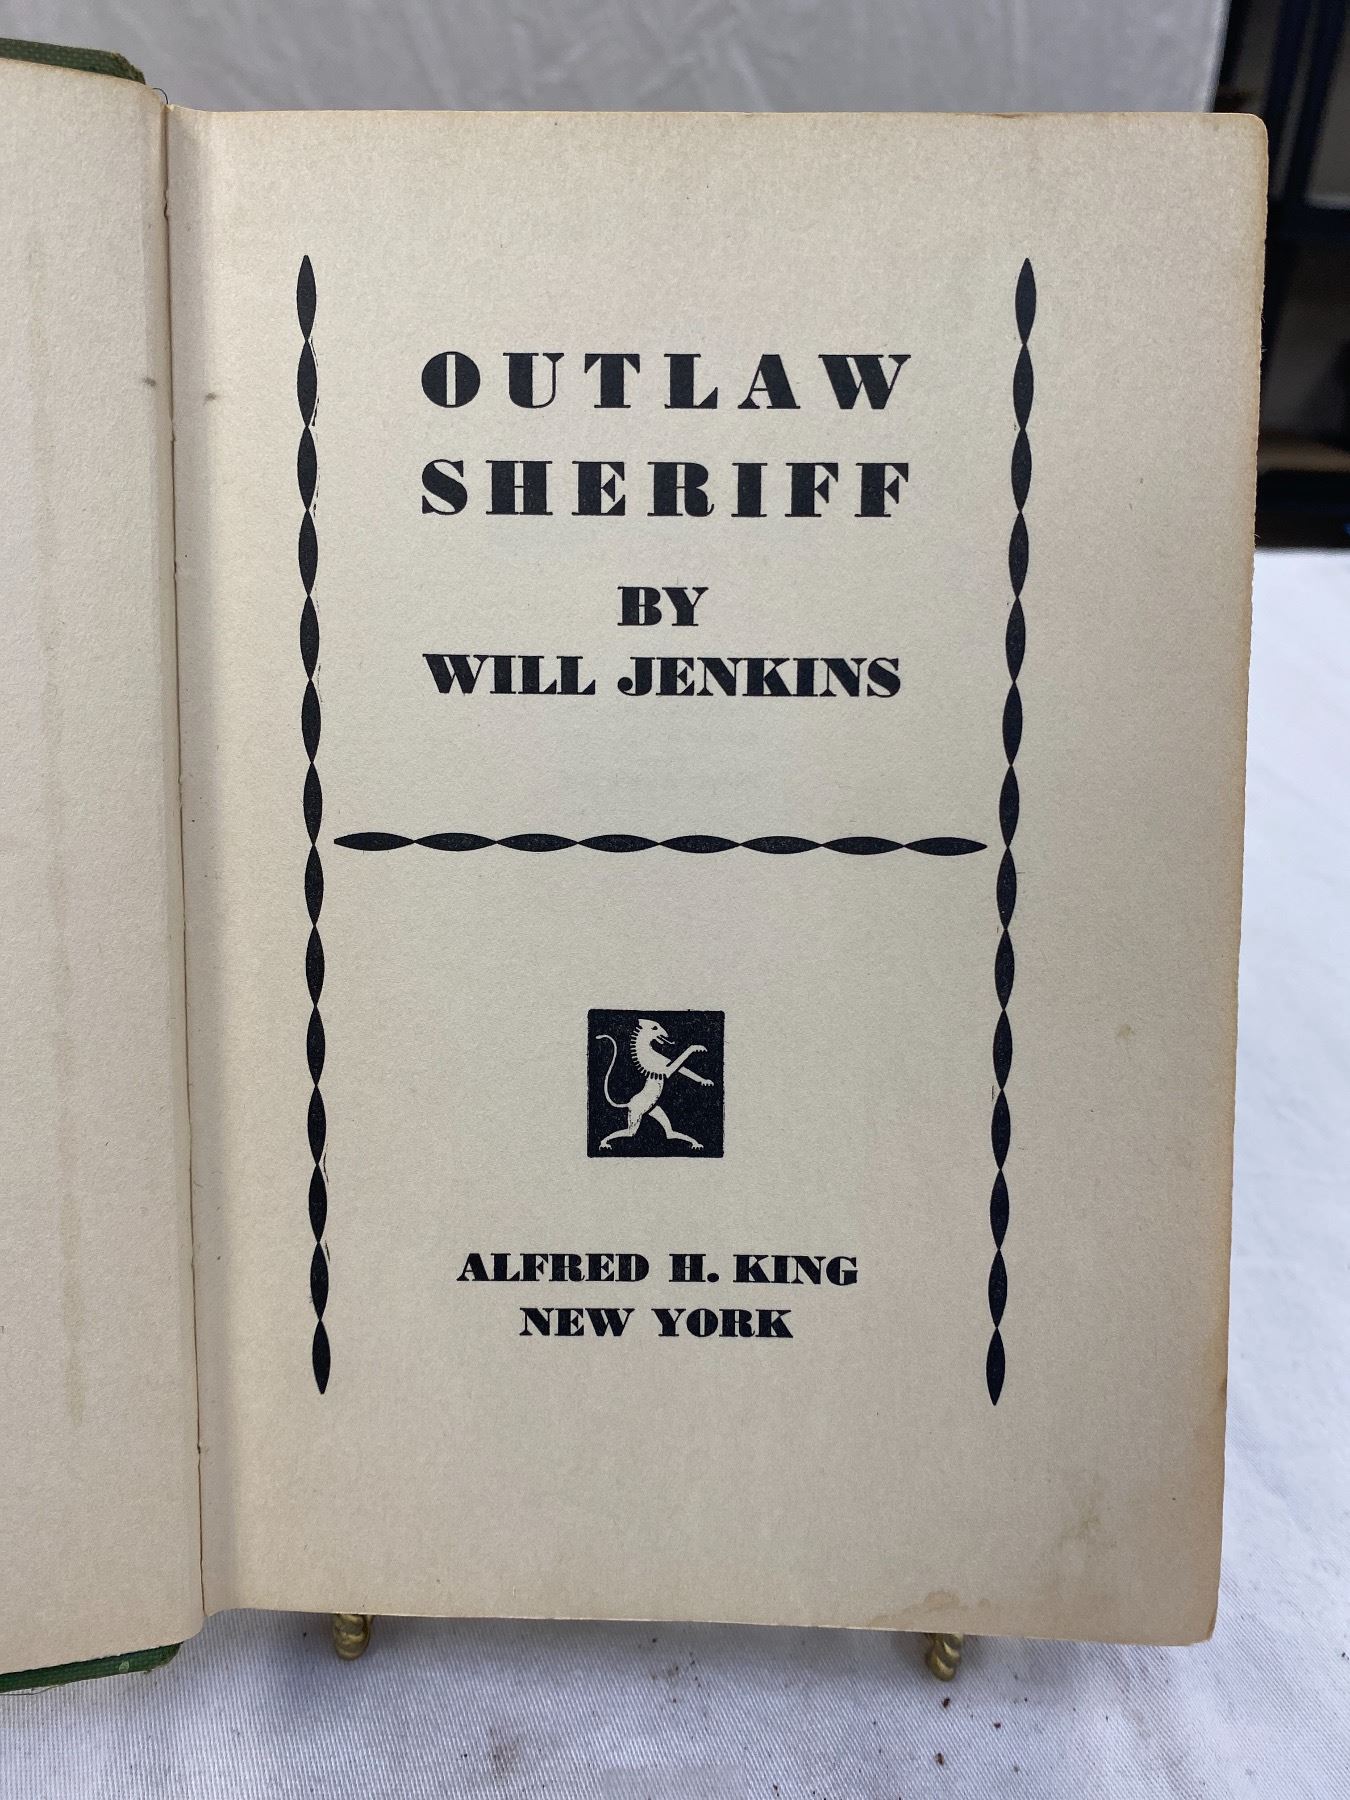 OUTLAW
SHERIFF
BY
WILL JENKINS
ALFRED H. KING
NEW YORK